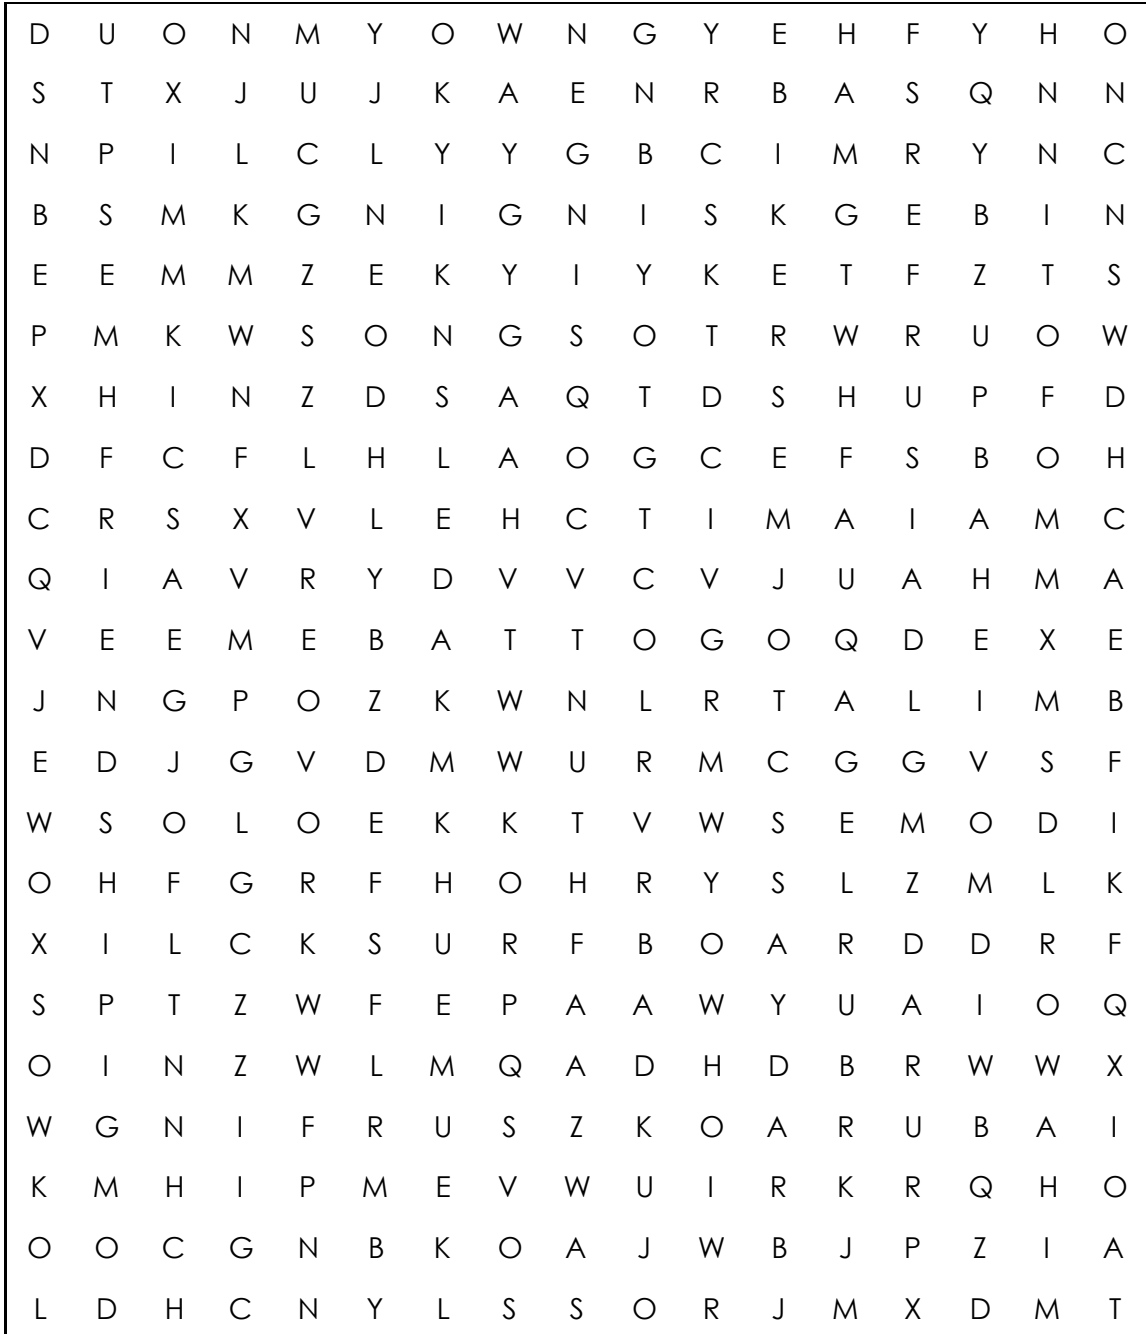 D U O N M Y O W N G Y E H F Y H O
S T X J U J K A E N R B A S Q N N
N P I L C L Y Y G B C I M R Y N C
B S M K G N I G N I S K G E B I N
E E M M Z E K Y I Y K E T F Z T S
P M K W S O N G S O T R W R U O W
X H I N Z D S A Q T D S H U P F D
D F C F L H L A O G C E F S B O H
C R S X V L E H C T I M A I A M C
Q I A V R Y D V V C V J U A H M A
V E E M E B A T T O G O Q D E X E
J N G P O Z K W N L R T A L I M B
E D J G V D M W U R M C G G V S F
W S O L O E K K T V W S E M O D I
O H F G R F H O H R Y S L Z M L K
X I L C K S U R F B O A R D D R F
S P T Z W F E P A A W Y U A I O Q
O I N Z W L M Q A D H D B R W W X
W G N I F R U S Z K O A R U B A I
K M H I P M E V W U I R K R Q H O
O O C G N B K O A J W B J P Z I A
L D H C N Y L S S O R J M X D M T